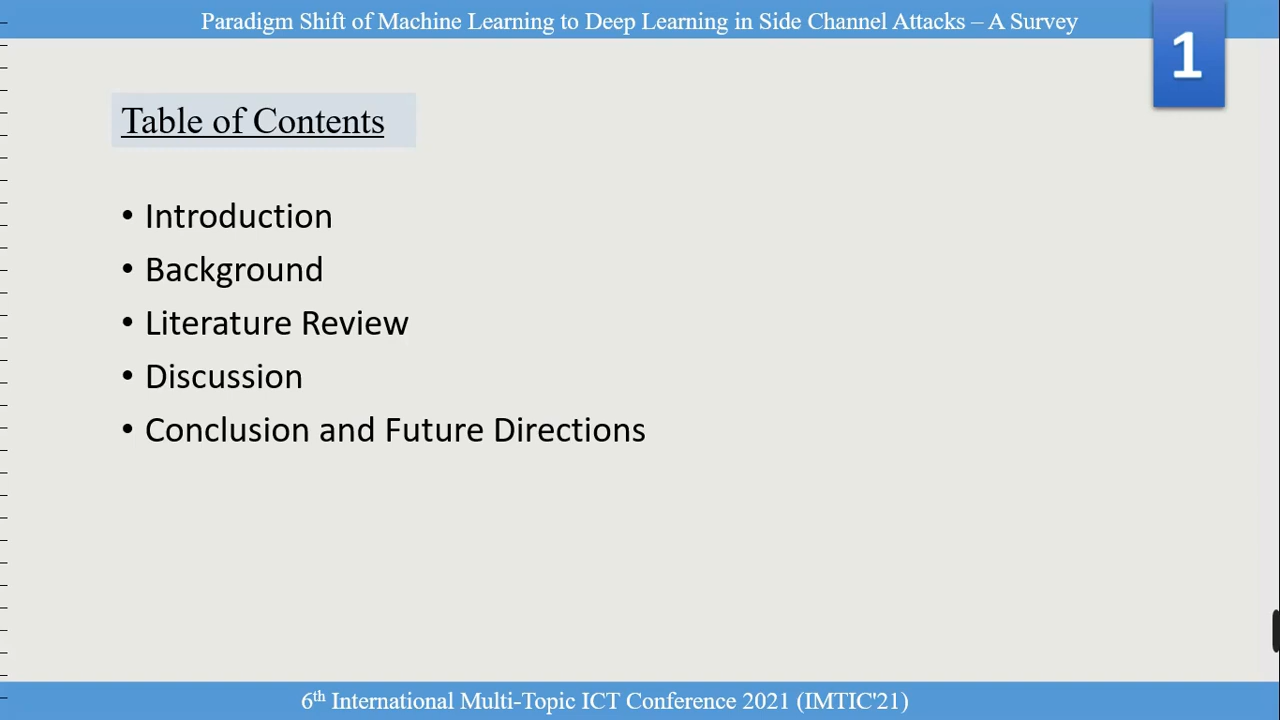 Paradigm Shift of Machine Learning to Deep Learning in Side Channel Attacks – A Survey
1
Table of Contents
• Introduction
• Background
• Literature Review
• Discussion
• Conclusion and Future Directions
6th International Multi-Topic ICT Conference 2021 (IMTIC'21)